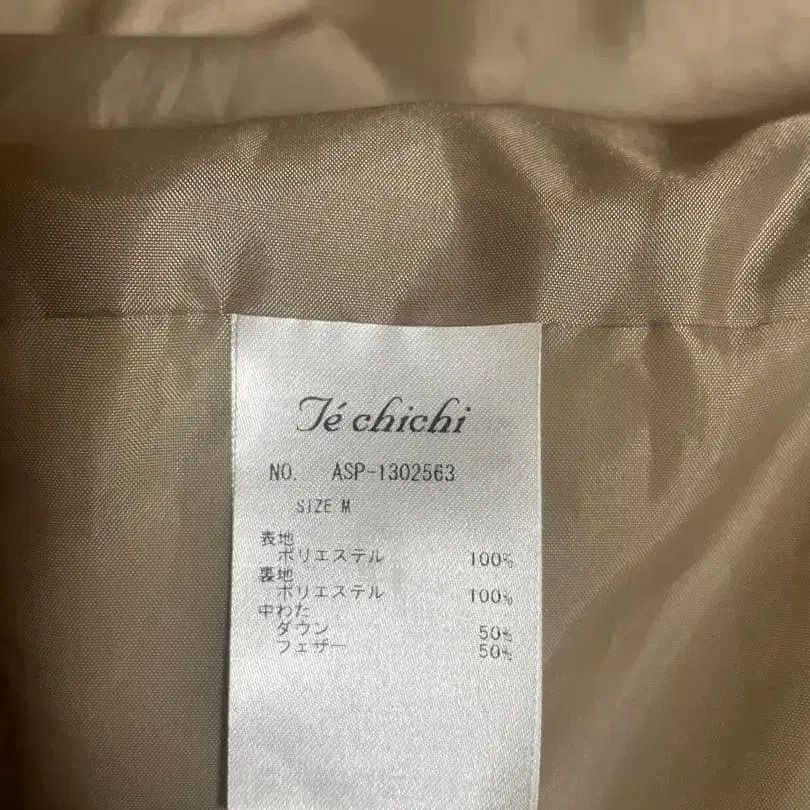 Té chichi
NO. ASP-1302563
SIZE M
表地
ポリエステル 100%
裏地
ポリエステル 100%
中わた
ダウン 50%
フェザー 50%